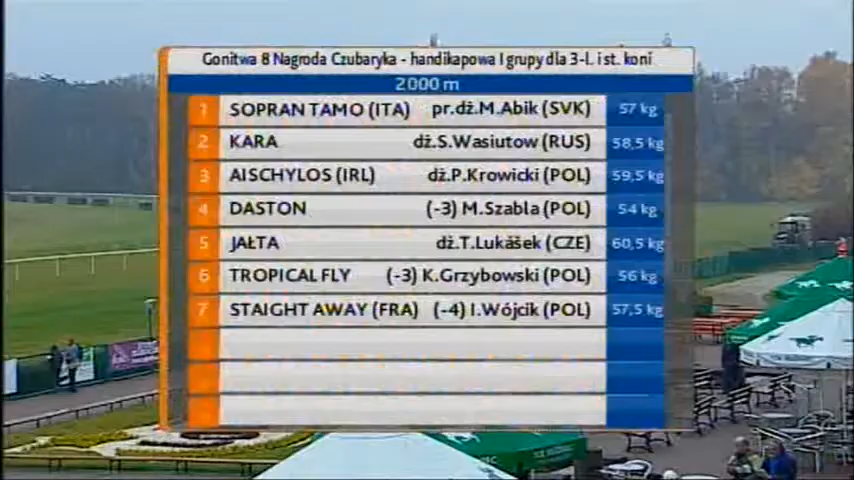 Gonitwa 8 Nagroda Czubaryka - handikapowa I grupy dla 3-l. i st. koni
2000 m
1 SOPRAN TAMO (ITA) pr.dż.M.Abik (SVK) 57 kg
2 KARA dż.S.Wasiutow (RUS) 58,5 kg
3 AISCHYLOS (IRL) dż.P.Krowicki (POL) 59,5 kg
4 DASTON (-3) M.Szabla (POL) 54 kg
5 JAŁTA dż.T.Lukášek (CZE) 60,5 kg
6 TROPICAL FLY (-3) K.Grzybowski (POL) 56 kg
7 STAIGHT AWAY (FRA) (-4) I.Wójcik (POL) 57,5 kg